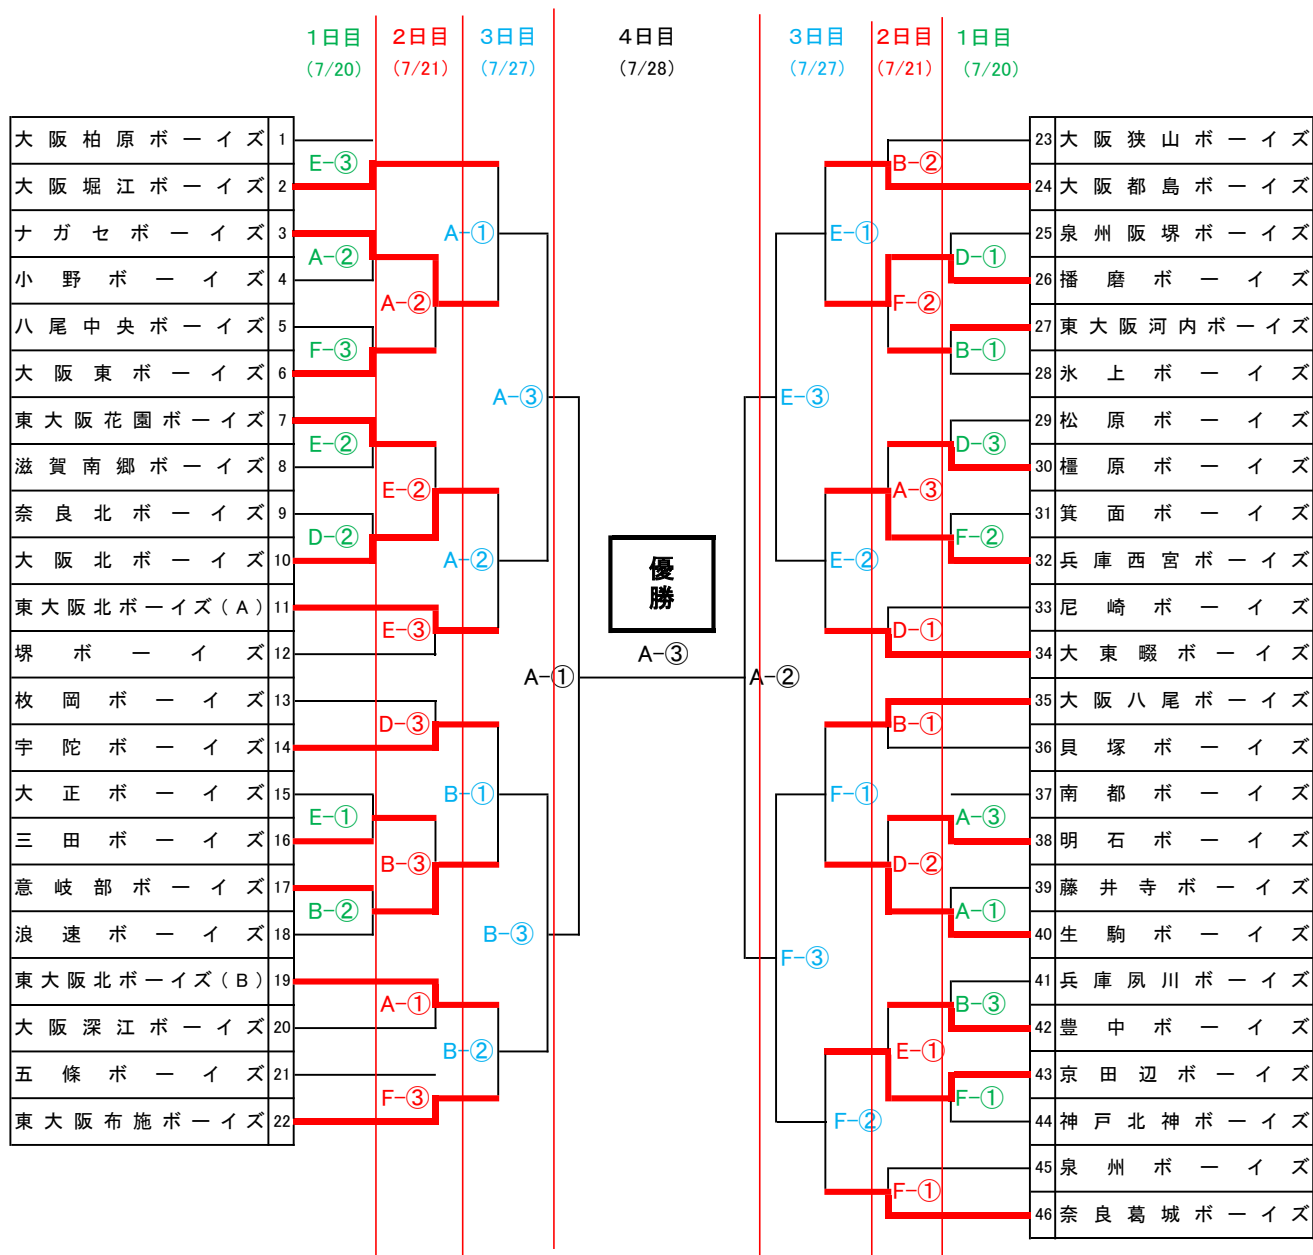 1日目 2日目 3日目 4日目 3日目 2日目 1日目
(7/20) (7/21) (7/27) (7/28) (7/27) (7/21) (7/20)
大阪柏原ボーイズ 1
E-③
大阪堀江ボーイズ 2
ナガセボーイズ 3
A-②
小野ボーイズ 4
八尾中央ボーイズ 5
F-③
大阪東ボーイズ 6
東大阪花園ボーイズ 7
E-②
滋賀南郷ボーイズ 8
奈良北ボーイズ 9
D-②
大阪北ボーイズ 10
東大阪北ボーイズ(A) 11
堺ボーイズ 12
枚岡ボーイズ 13
宇陀ボーイズ 14
大正ボーイズ 15
E-①
三田ボーイズ 16
意岐部ボーイズ 17
B-②
浪速ボーイズ 18
東大阪北ボーイズ(B) 19
大阪深江ボーイズ 20
五條ボーイズ 21
東大阪布施ボーイズ 22
A-②
E-②
E-③
D-③
B-③
A-①
F-③
A-①
A-②
B-①
B-②
A-③
B-③
A-①
優勝
A-③
A-②
E-③
F-③
E-①
E-②
F-①
F-②
B-②
F-②
A-③
D-①
B-①
D-②
E-①
F-①
23 大阪狭山ボーイズ
24 大阪都島ボーイズ
25 泉州阪堺ボーイズ
D-①
26 播磨ボーイズ
27 東大阪河内ボーイズ
B-①
28 氷上ボーイズ
29 松原ボーイズ
D-③
30 橿原ボーイズ
31 箕面ボーイズ
F-②
32 兵庫西宮ボーイズ
33 尼崎ボーイズ
34 大東畷ボーイズ
35 大阪八尾ボーイズ
36 貝塚ボーイズ
37 南都ボーイズ
A-③
38 明石ボーイズ
39 藤井寺ボーイズ
A-①
40 生駒ボーイズ
41 兵庫夙川ボーイズ
B-③
42 豊中ボーイズ
43 京田辺ボーイズ
F-①
44 神戸北神ボーイズ
45 泉州ボーイズ
46 奈良葛城ボーイズ